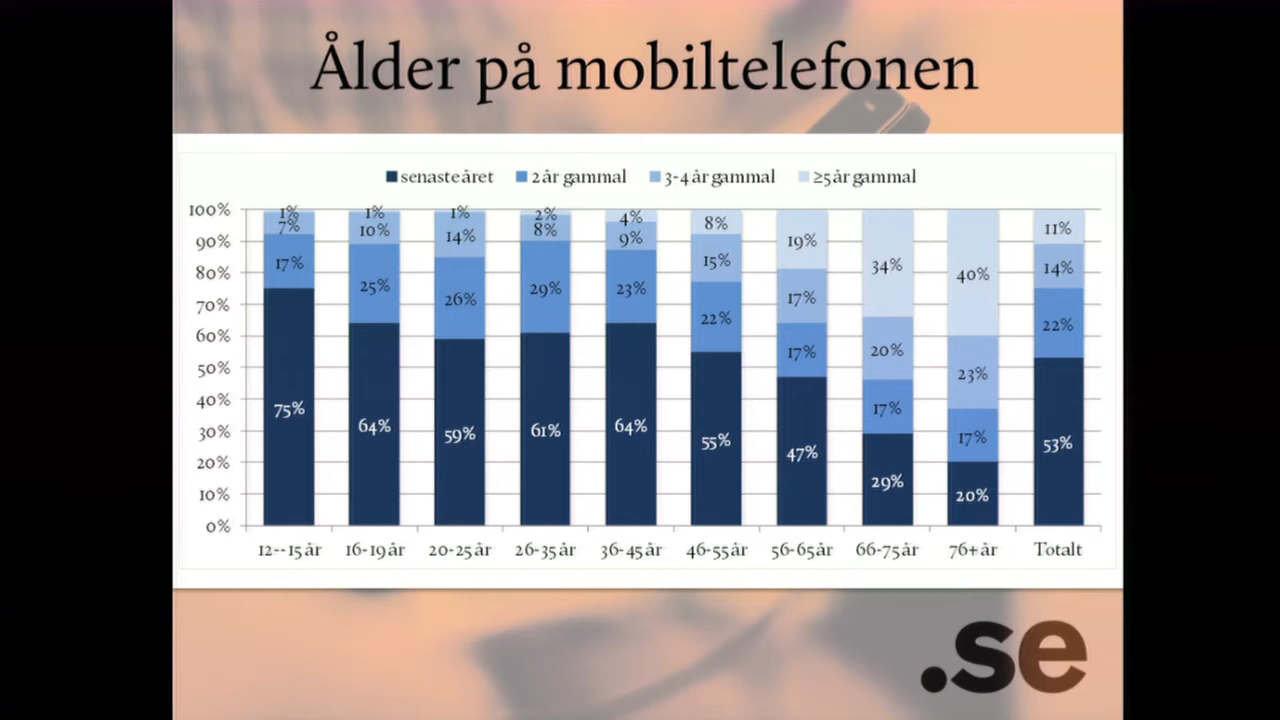 Ålder på mobiltelefonen
senaste året 2 år gammal 3-4 år gammal ≥5 år gammal
100% 1% 1% 1% 2% 4% 8% 19% 34% 40% 11%
90% 7% 10% 14% 8% 9% 15% 17% 20% 23% 14%
80% 17% 25% 26% 29% 23% 22% 17% 17% 17% 22%
70% 75% 64% 59% 61% 64% 55% 47% 29% 20% 53%
60%
50%
40%
30%
20%
10%
0%
12--15 år 16-19 år 20-25 år 26-35 år 36-45 år 46-55 år 56-65 år 66-75 år 76+ år Totalt
.se